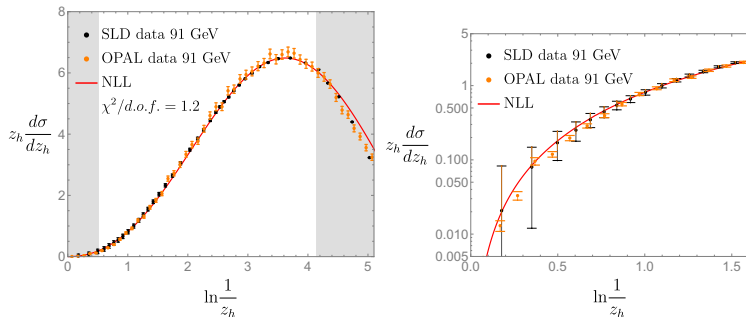 SLD data 91 GeV
OPAL data 91 GeV
NLL
χ²/d.o.f. = 1.2
z_h dσ/dz_h
8
6
4
2
0
0 1 2 3 4 5
ln 1/z_h
SLD data 91 GeV
OPAL data 91 GeV
NLL
z_h dσ/dz_h
5
0.500
0.100
0.050
0.010
0.005
0.0 0.5 1.0 1.5
ln 1/z_h